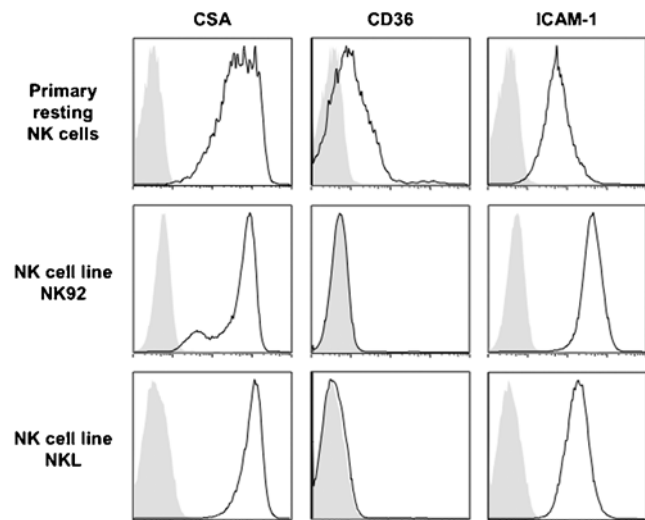 CSA CD36 ICAM-1
Primary
resting
NK cells
NK cell line
NK92
NK cell line
NKL